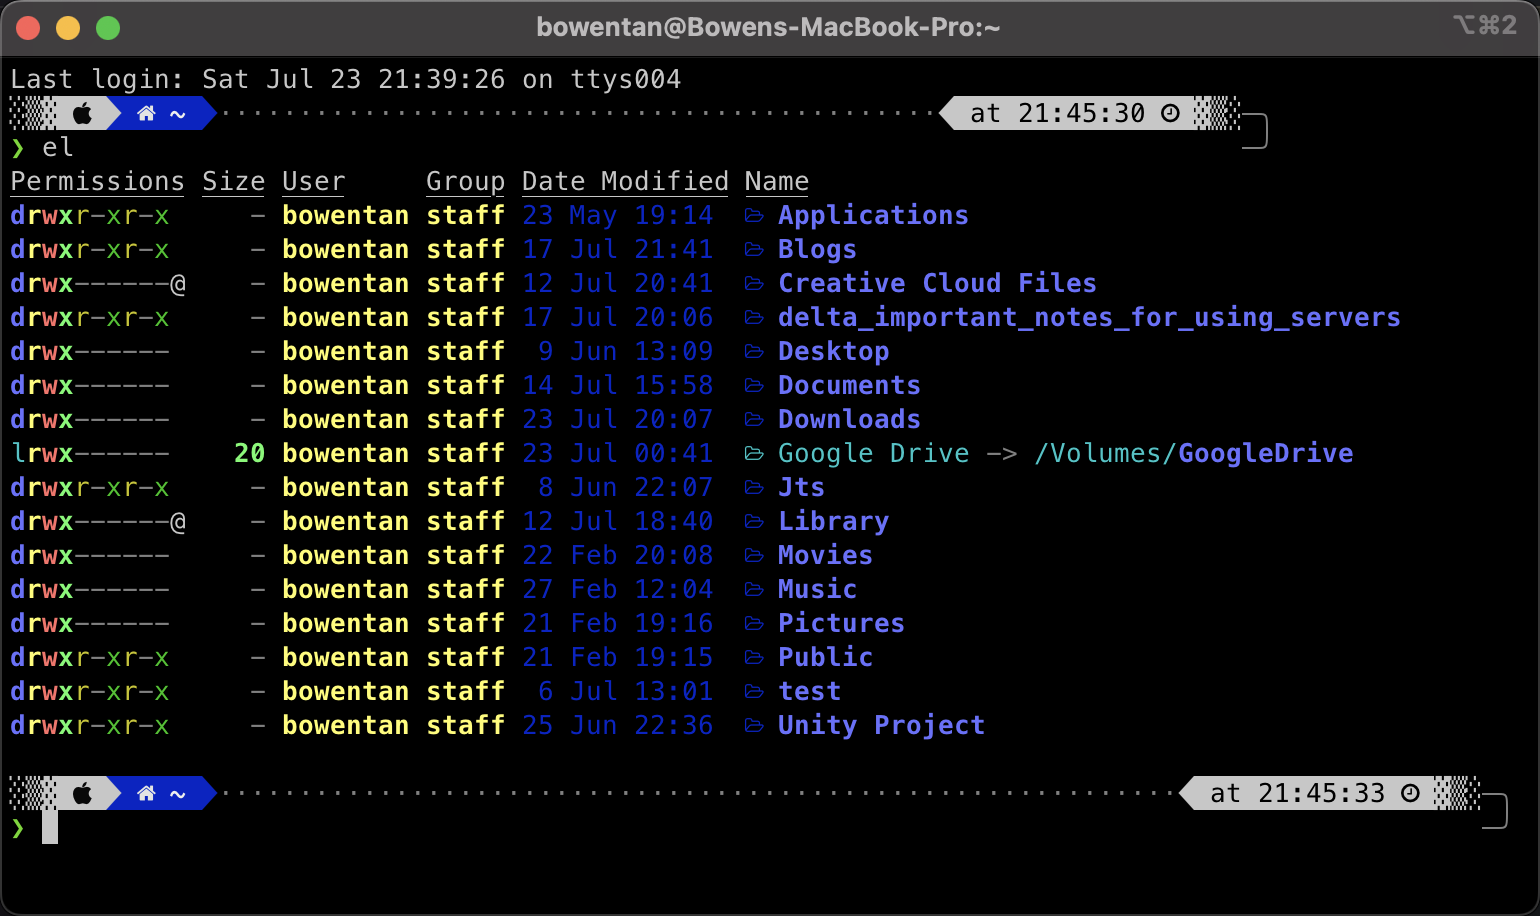 bowentan@Bowens-MacBook-Pro:~ ⌥⌘2
Last login: Sat Jul 23 21:39:26 on ttys004
~ at 21:45:30
❯ el
Permissions Size User Group Date Modified Name
drwxr-xr-x - bowentan staff 23 May 19:14 Applications
drwxr-xr-x - bowentan staff 17 Jul 21:41 Blogs
drwx------@ - bowentan staff 12 Jul 20:41 Creative Cloud Files
drwxr-xr-x - bowentan staff 17 Jul 20:06 delta_important_notes_for_using_servers
drwx------ - bowentan staff 9 Jun 13:09 Desktop
drwx------ - bowentan staff 14 Jul 15:58 Documents
drwx------ - bowentan staff 23 Jul 20:07 Downloads
lrwx------ 20 bowentan staff 23 Jul 00:41 Google Drive -> /Volumes/GoogleDrive
drwxr-xr-x - bowentan staff 8 Jun 22:07 Jts
drwx------@ - bowentan staff 12 Jul 18:40 Library
drwx------ - bowentan staff 22 Feb 20:08 Movies
drwx------ - bowentan staff 27 Feb 12:04 Music
drwx------ - bowentan staff 21 Feb 19:16 Pictures
drwxr-xr-x - bowentan staff 21 Feb 19:15 Public
drwxr-xr-x - bowentan staff 6 Jul 13:01 test
drwxr-xr-x - bowentan staff 25 Jun 22:36 Unity Project
~ at 21:45:33
❯